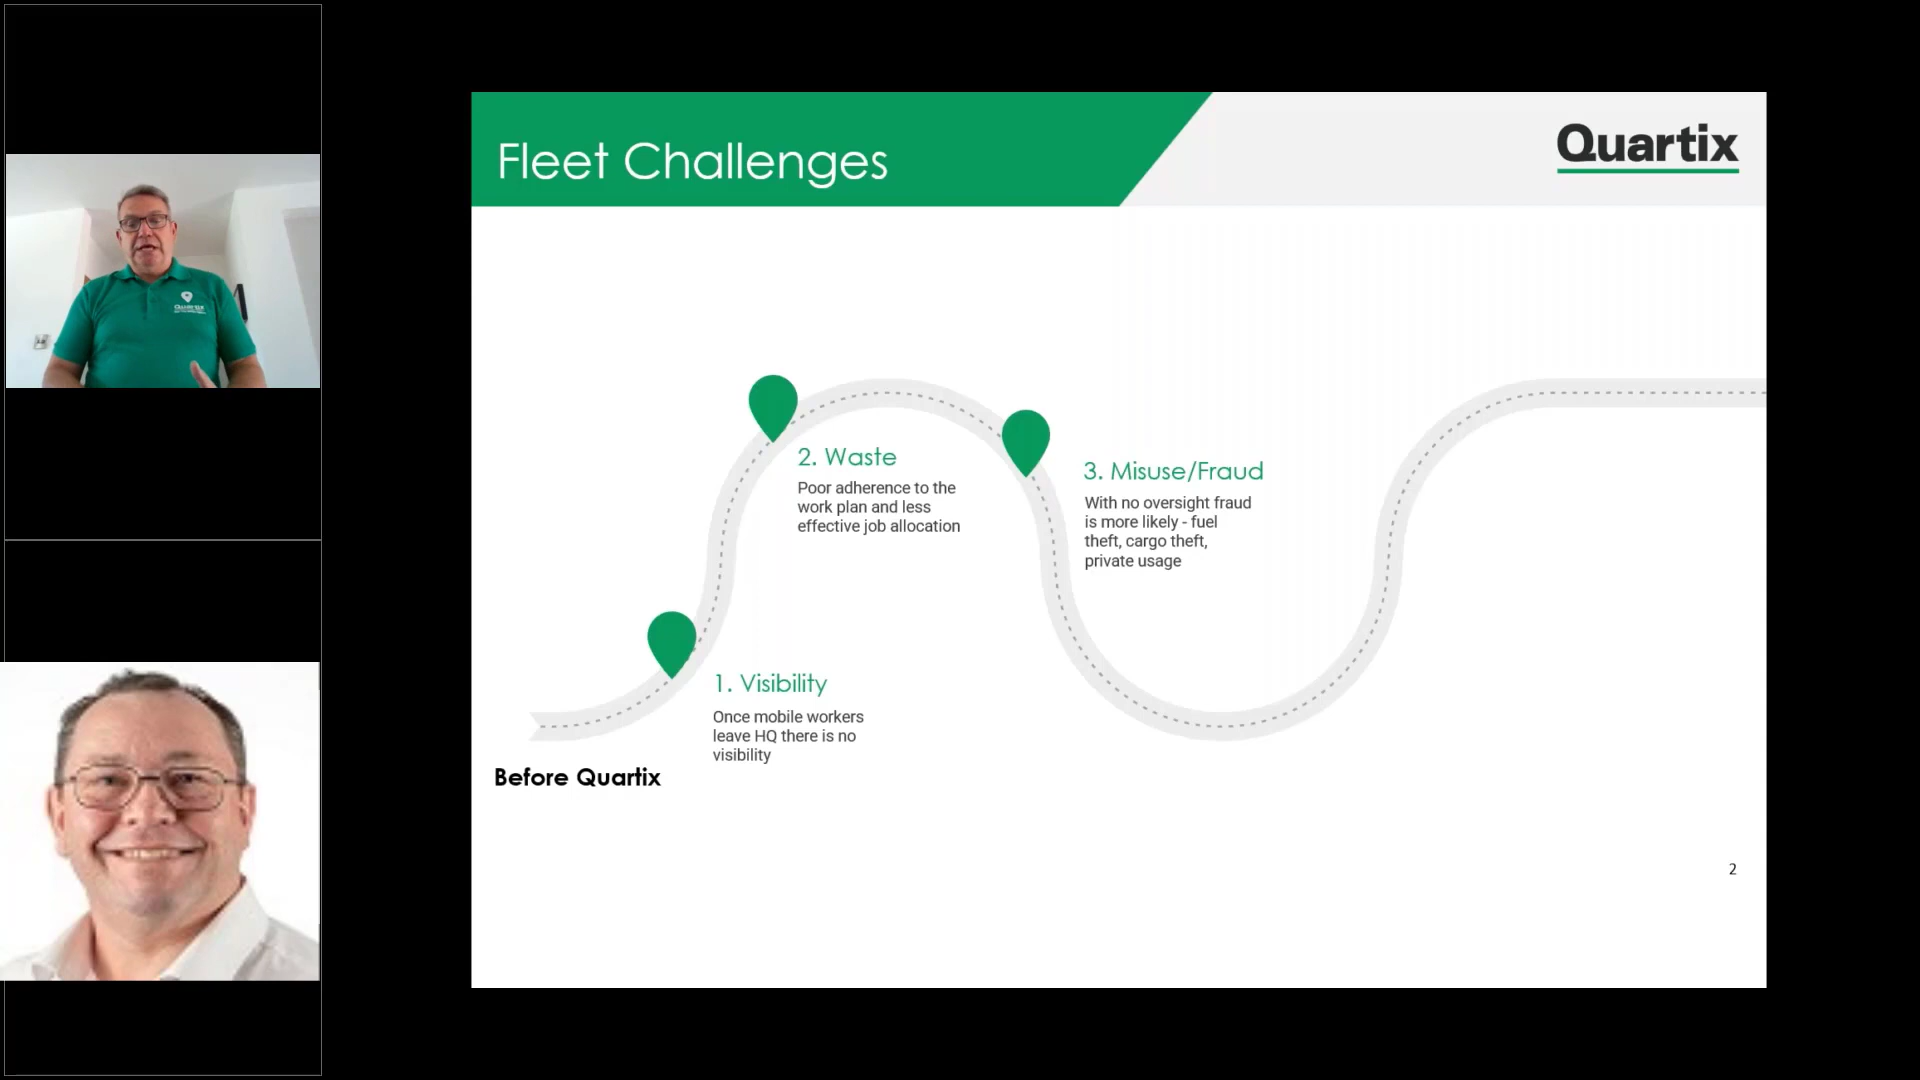 Fleet Challenges
Quartix
2. Waste
Poor adherence to the
work plan and less
effective job allocation
3. Misuse/Fraud
With no oversight fraud
is more likely - fuel
theft, cargo theft,
private usage
1. Visibility
Once mobile workers
leave HQ there is no
visibility
Before Quartix
2
Quartix